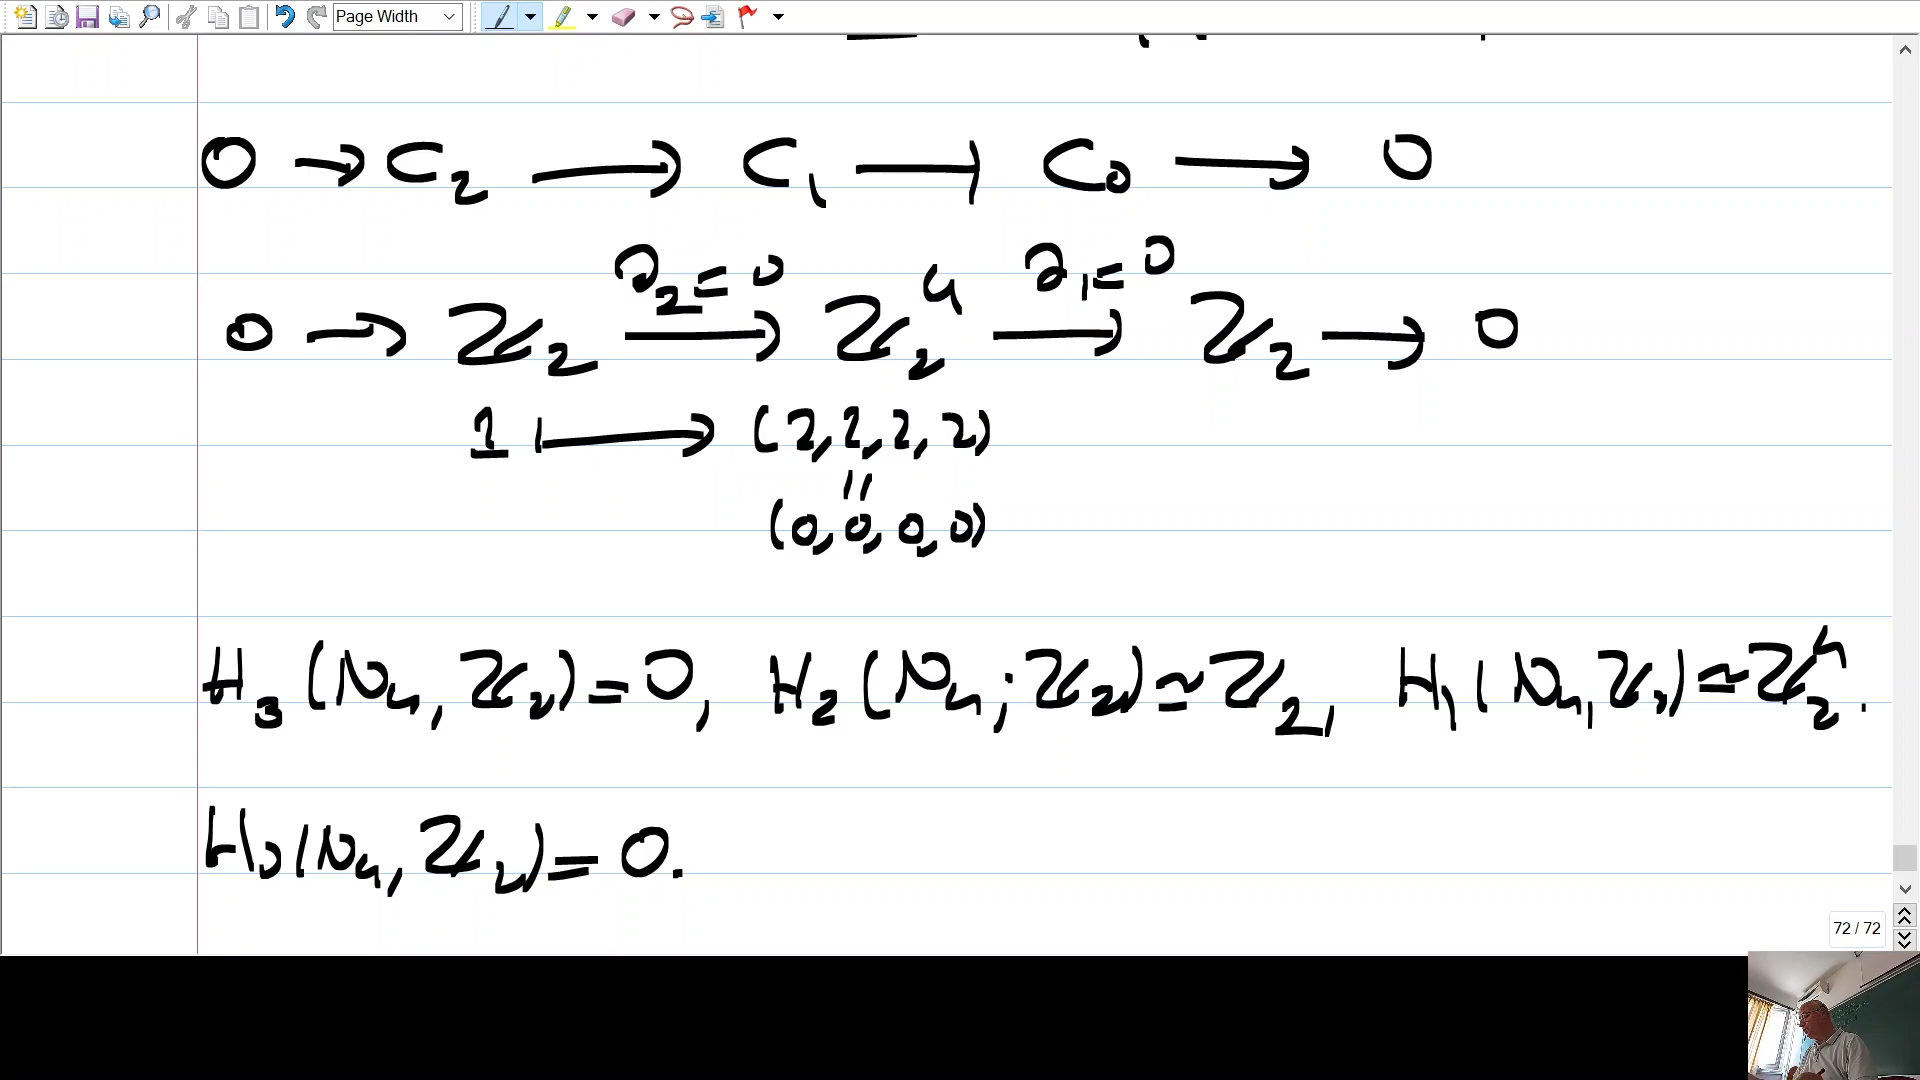 Page Width
0 → C₂ → C₁ → C₀ → 0
∂₂=0 ∂₁=0
0 → ℤ₂ → ℤ₂⁴ → ℤ₂ → 0
1 ↦ (2,2,2,2)
||
(0,0,0,0)
H₃(N₄, ℤ₂)=0, H₂(N₄; ℤ₂)≃ℤ₂, H₁(N₄, ℤ₂)≃ℤ₂⁴.
H₀(N₄, ℤ₂)=0.
72 / 72